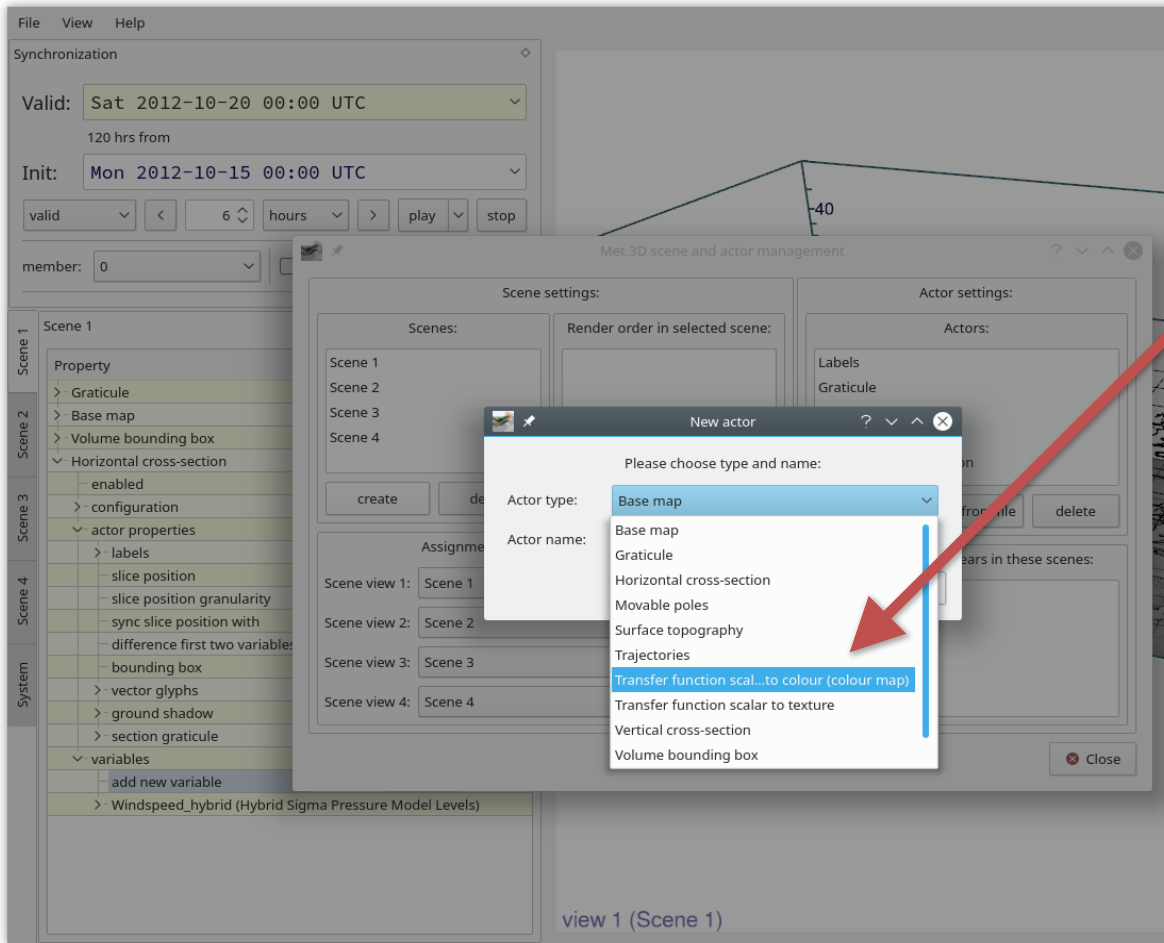 File View Help
Synchronization
Valid: Sat 2012-10-20 00:00 UTC
120 hrs from
Init: Mon 2012-10-15 00:00 UTC
valid < 6 hours > play stop
member: 0
Scene 1
Scene 2
Scene 3
Scene 4
System
Scene 1
Property
Graticule
Base map
Volume bounding box
Horizontal cross-section
enabled
configuration
actor properties
labels
slice position
slice position granularity
sync slice position with
difference first two variables
bounding box
vector glyphs
ground shadow
section graticule
variables
add new variable
Windspeed_hybrid (Hybrid Sigma Pressure Model Levels)
40
Met.3D scene and actor management
Scene settings:
Scenes:
Scene 1
Scene 2
Scene 3
Scene 4
create de
Render order in selected scene:
Assignme
Scene view 1: Scene 1
Scene view 2: Scene 2
Scene view 3: Scene 3
Scene view 4: Scene 4
Actor settings:
Actors:
Labels
Graticule
on
from file delete
ears in these scenes:
Close
New actor
Please choose type and name:
Actor type: Base map
Actor name:
Base map
Graticule
Horizontal cross-section
Movable poles
Surface topography
Trajectories
Transfer function scal...to colour (colour map)
Transfer function scalar to texture
Vertical cross-section
Volume bounding box
view 1 (Scene 1)